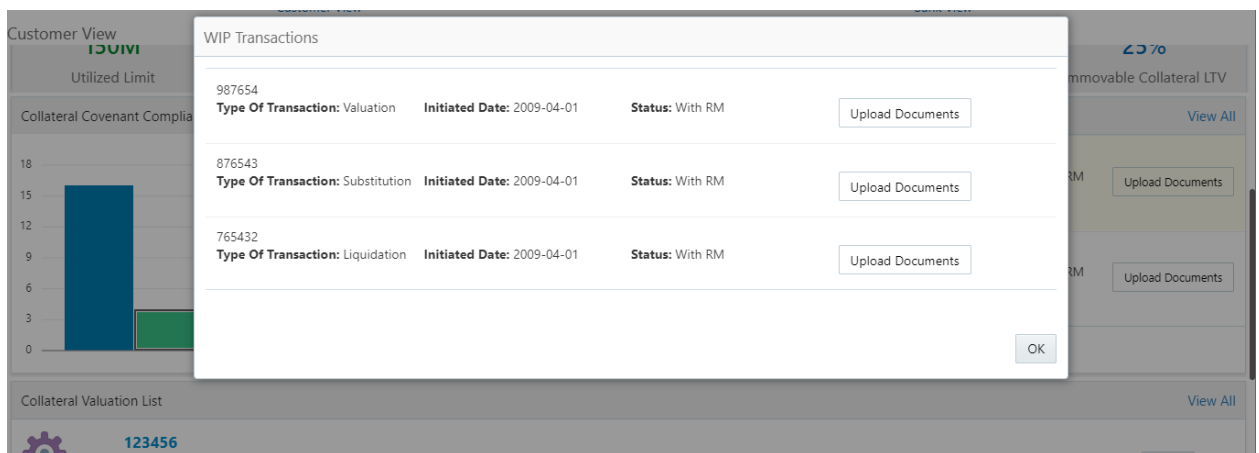 Customer View
WIP Transactions
150M
Utilized Limit
25%
mmovable Collateral LTV
Collateral Covenant Complia
View All
18
15
12
9
6
3
0
987654
Type Of Transaction: Valuation Initiated Date: 2009-04-01 Status: With RM Upload Documents
876543
Type Of Transaction: Substitution Initiated Date: 2009-04-01 Status: With RM Upload Documents
765432
Type Of Transaction: Liquidation Initiated Date: 2009-04-01 Status: With RM Upload Documents
RM Upload Documents
RM Upload Documents
OK
Collateral Valuation List
View All
123456